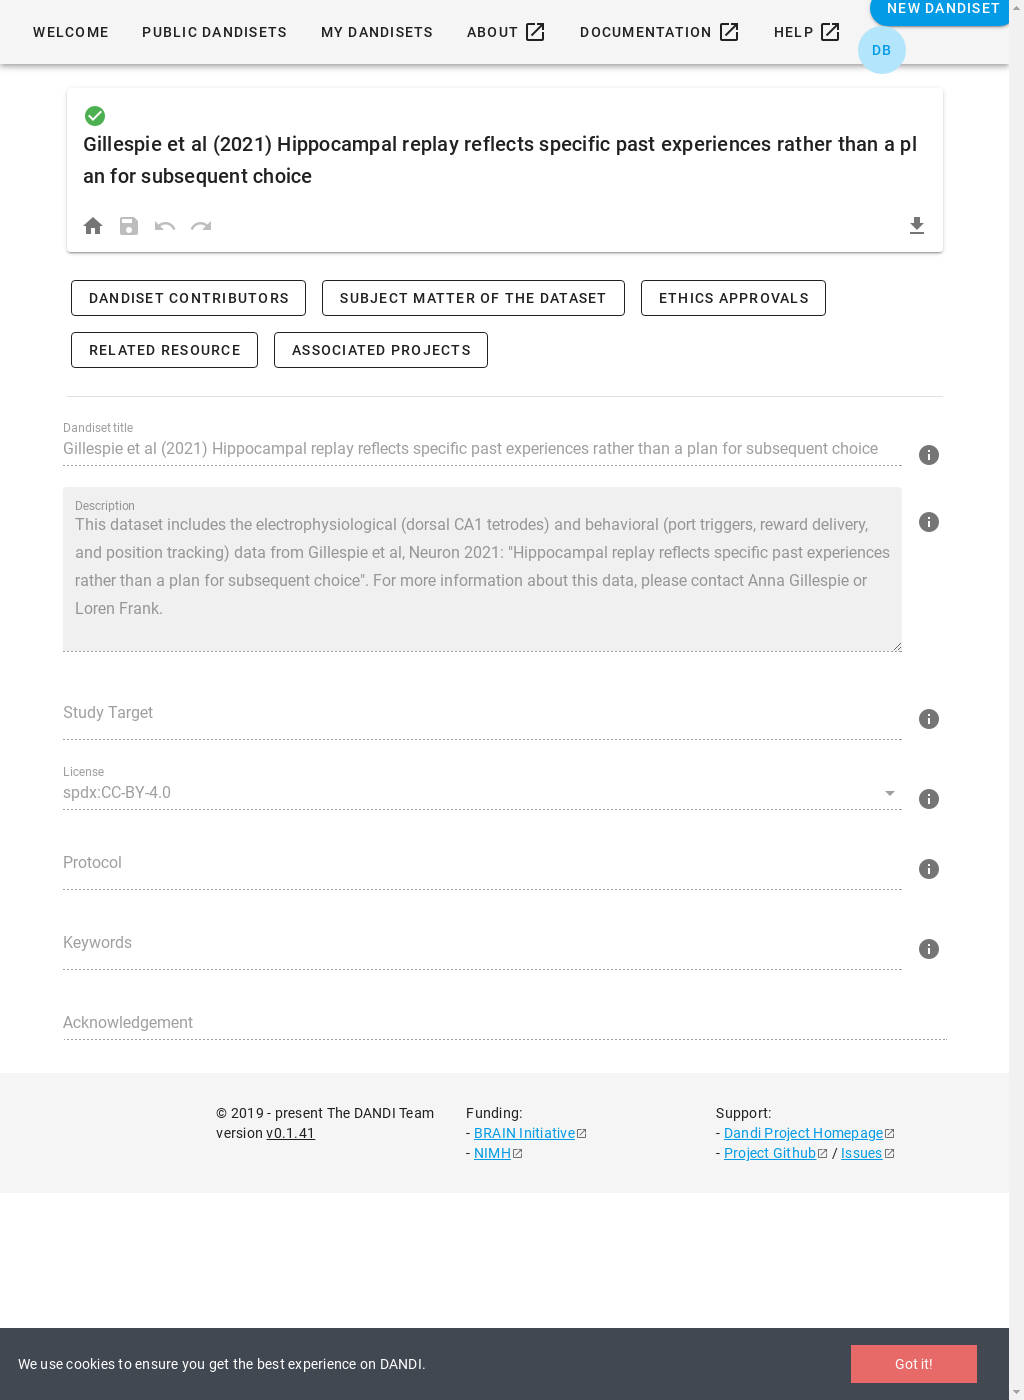 WELCOME PUBLIC DANDISETS MY DANDISETS ABOUT DOCUMENTATION HELP NEW DANDISET
DB
Gillespie et al (2021) Hippocampal replay reflects specific past experiences rather than a pl
an for subsequent choice
DANDISET CONTRIBUTORS SUBJECT MATTER OF THE DATASET ETHICS APPROVALS
RELATED RESOURCE ASSOCIATED PROJECTS
Dandiset title
Gillespie et al (2021) Hippocampal replay reflects specific past experiences rather than a plan for subsequent choice
Description
This dataset includes the electrophysiological (dorsal CA1 tetrodes) and behavioral (port triggers, reward delivery,
and position tracking) data from Gillespie et al, Neuron 2021: "Hippocampal replay reflects specific past experiences
rather than a plan for subsequent choice". For more information about this data, please contact Anna Gillespie or
Loren Frank.
Study Target
License
spdx:CC-BY-4.0
Protocol
Keywords
Acknowledgement
© 2019 - present The DANDI Team
version v0.1.41
Funding:
- BRAIN Initiative
- NIMH
Support:
- Dandi Project Homepage
- Project Github / Issues
We use cookies to ensure you get the best experience on DANDI.
Got it!